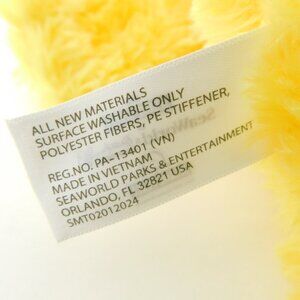 ALL NEW MATERIALS
SURFACE WASHABLE ONLY
POLYESTER FIBERS, PE STIFFENER,
REG.NO. PA-13401 (VN)
MADE IN VIETNAM
SEAWORLD PARKS & ENTERTAINMENT
ORLANDO, FL 32821 USA
SMT02012024